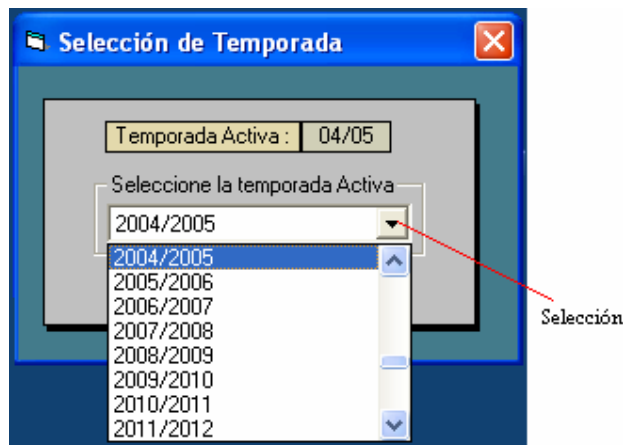 Selección de Temporada
Temporada Activa : 04/05
Seleccione la temporada Activa
2004/2005
2004/2005
2005/2006
2006/2007
2007/2008
2008/2009
2009/2010
2010/2011
2011/2012
Selección